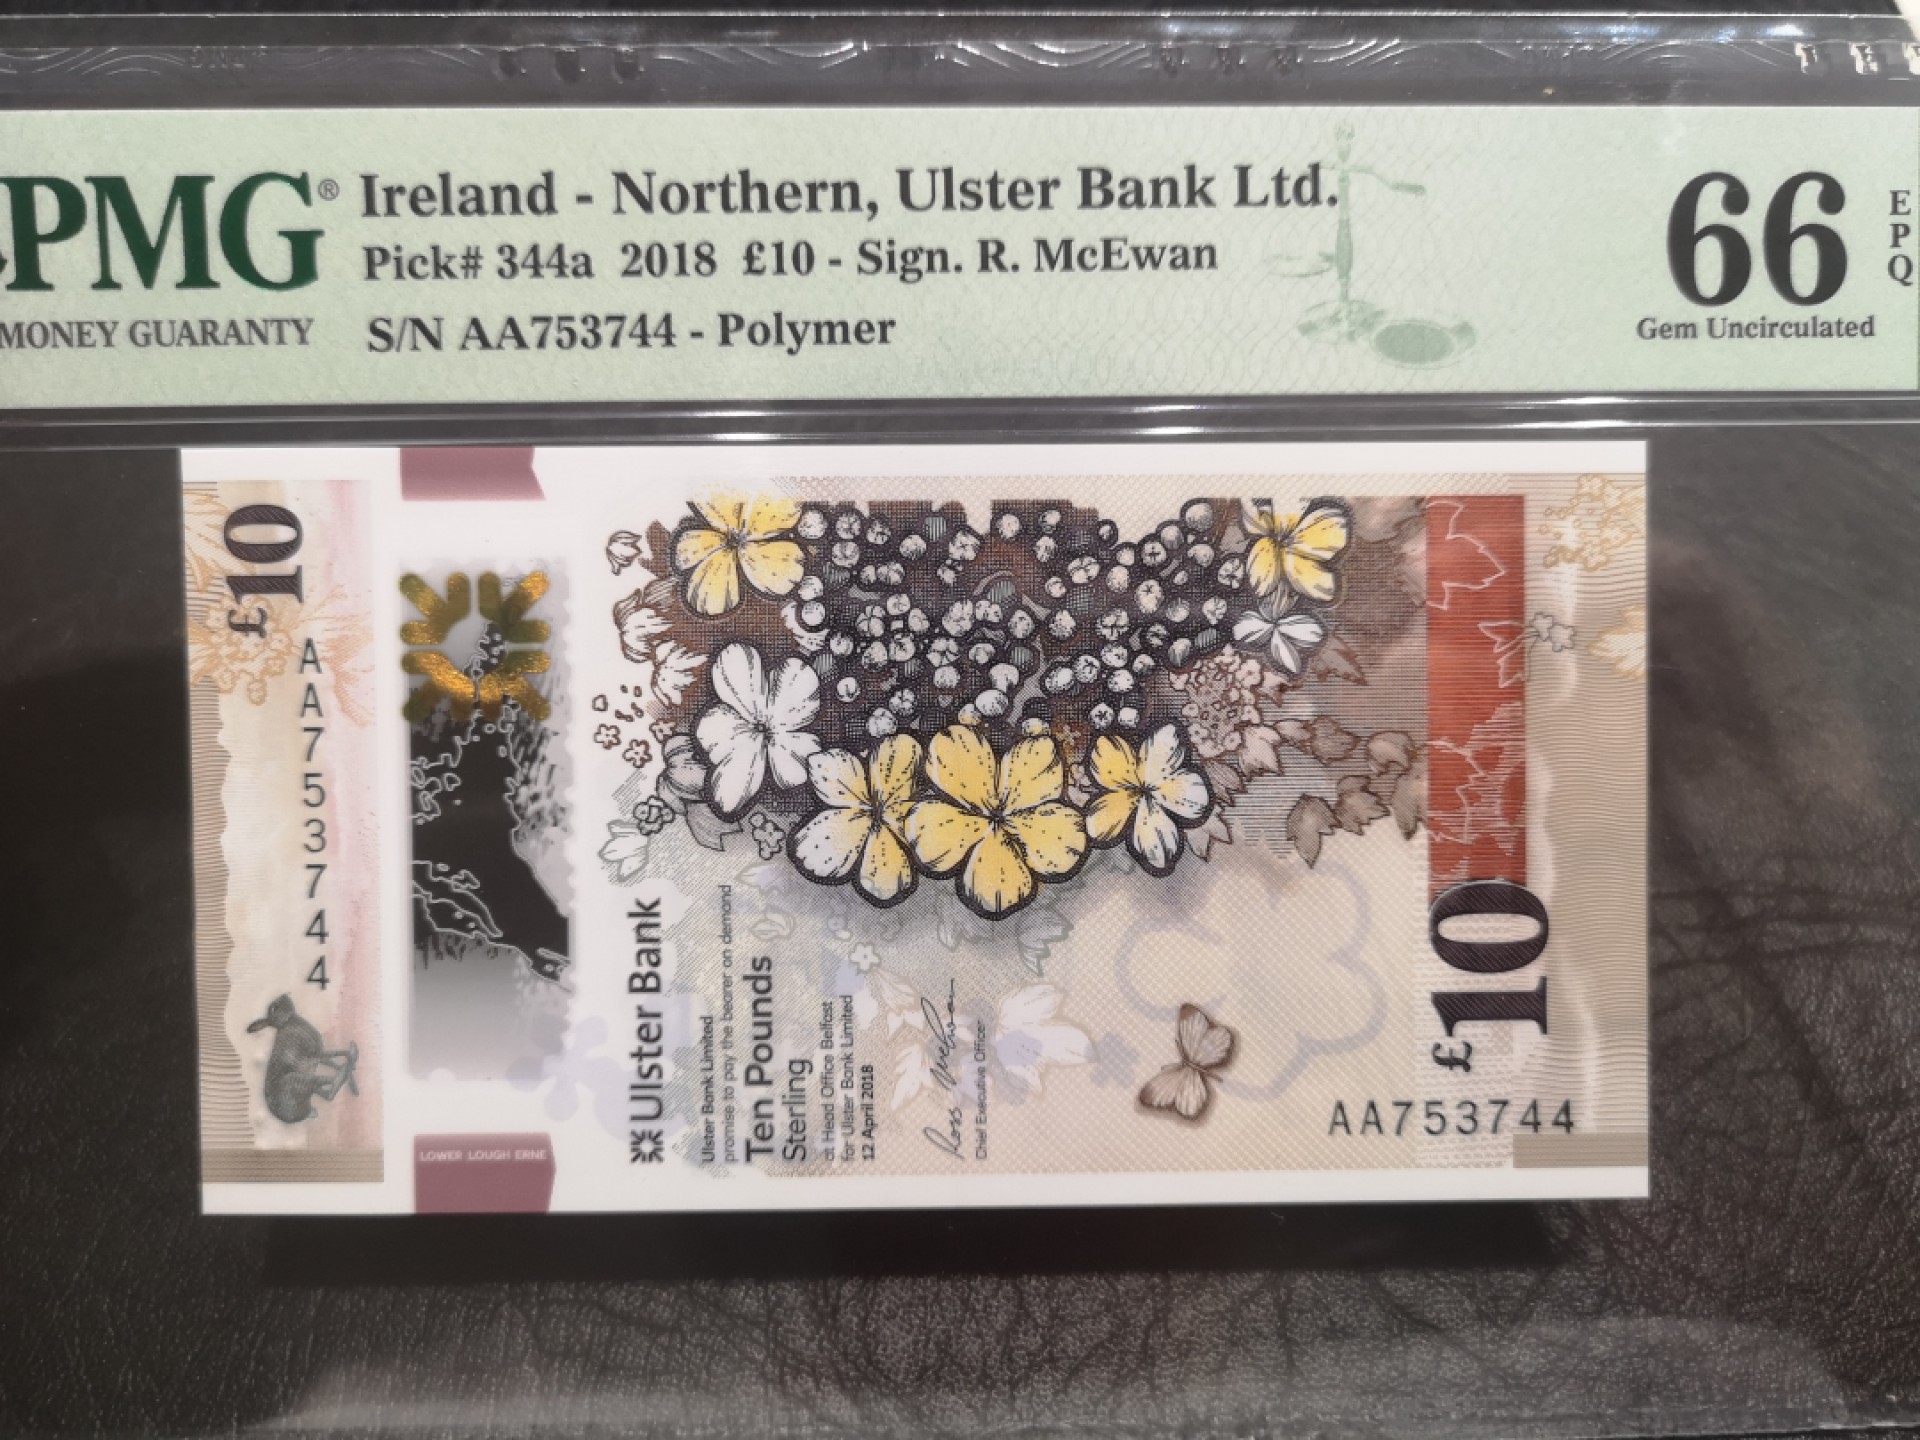 PMG®
MONEY GUARANTY
Ireland - Northern, Ulster Bank Ltd.
Pick# 344a 2018 £10 - Sign. R. McEwan
S/N AA753744 - Polymer
66
EPQ
Gem Uncirculated
£10
AA753744
LOWER LOUGH ERNE
Ulster Bank
Ulster Bank Limited
promise to pay the bearer on demand
Ten Pounds
Sterling
at Head Office Belfast
for Ulster Bank Limited
12 April 2018
Ross McEwan
Chief Executive Officer
£10
AA753744